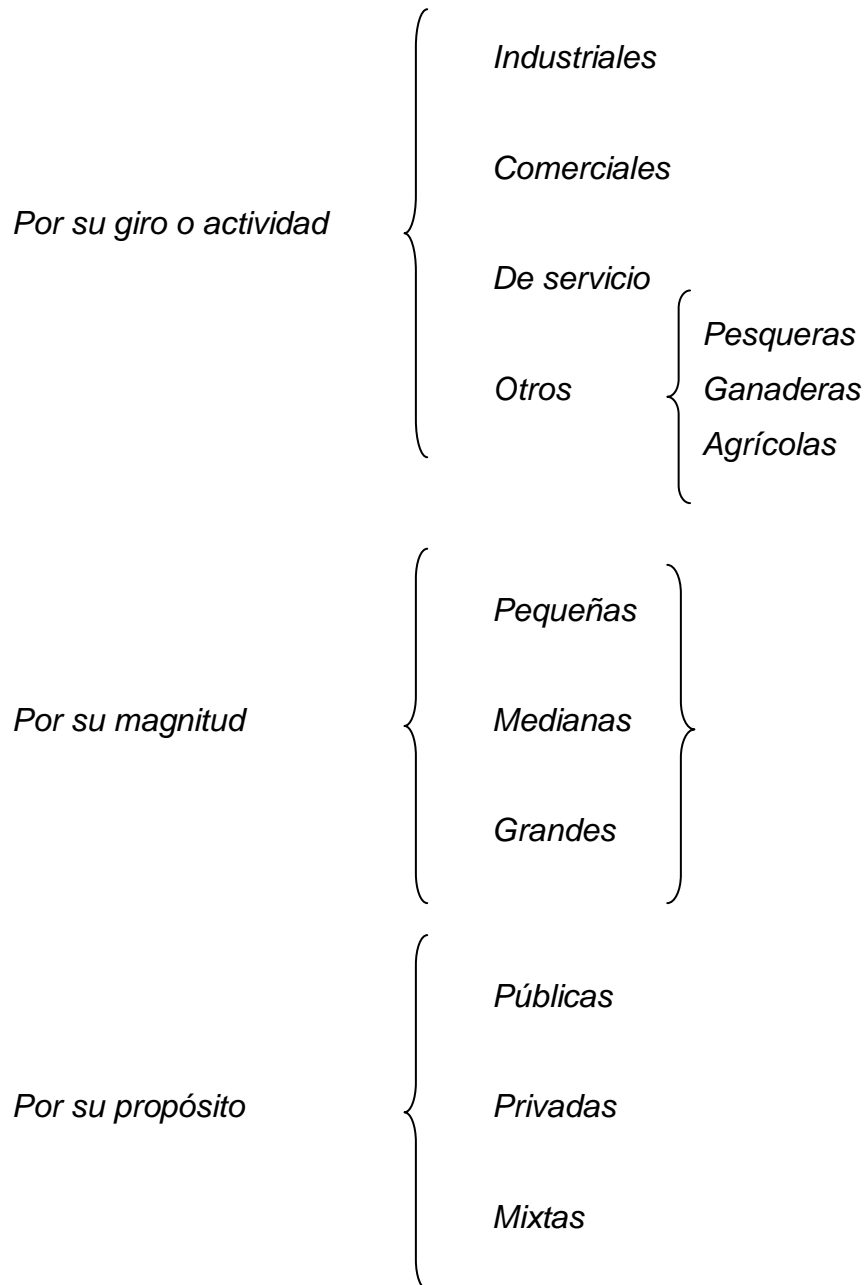 Industriales
Comerciales
Por su giro o actividad
De servicio
Pesqueras
Otros
Ganaderas
Agrícolas
Pequeñas
Por su magnitud
Medianas
Grandes
Públicas
Por su propósito
Privadas
Mixtas